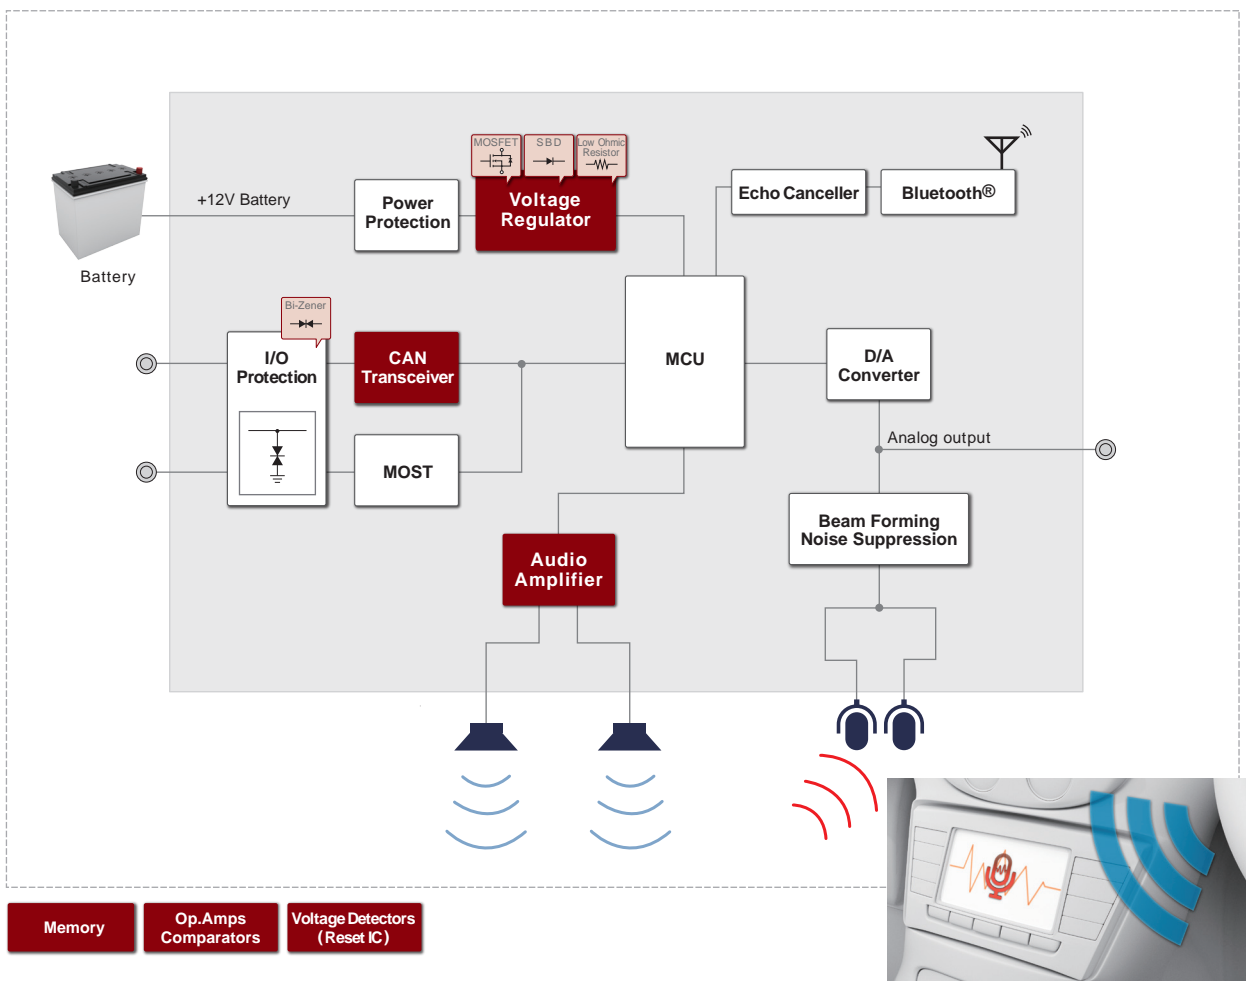 MOSFET
SBD
Low Ohmic
Resistor
+12V Battery
Power
Protection
Voltage
Regulator
Echo Canceller
Bluetooth®
Battery
Bi-Zener
I/O
Protection
CAN
Transceiver
MCU
D/A
Converter
Analog output
MOST
Beam Forming
Noise Suppression
Audio
Amplifier
Memory
Op.Amps
Comparators
Voltage Detectors
(Reset IC)